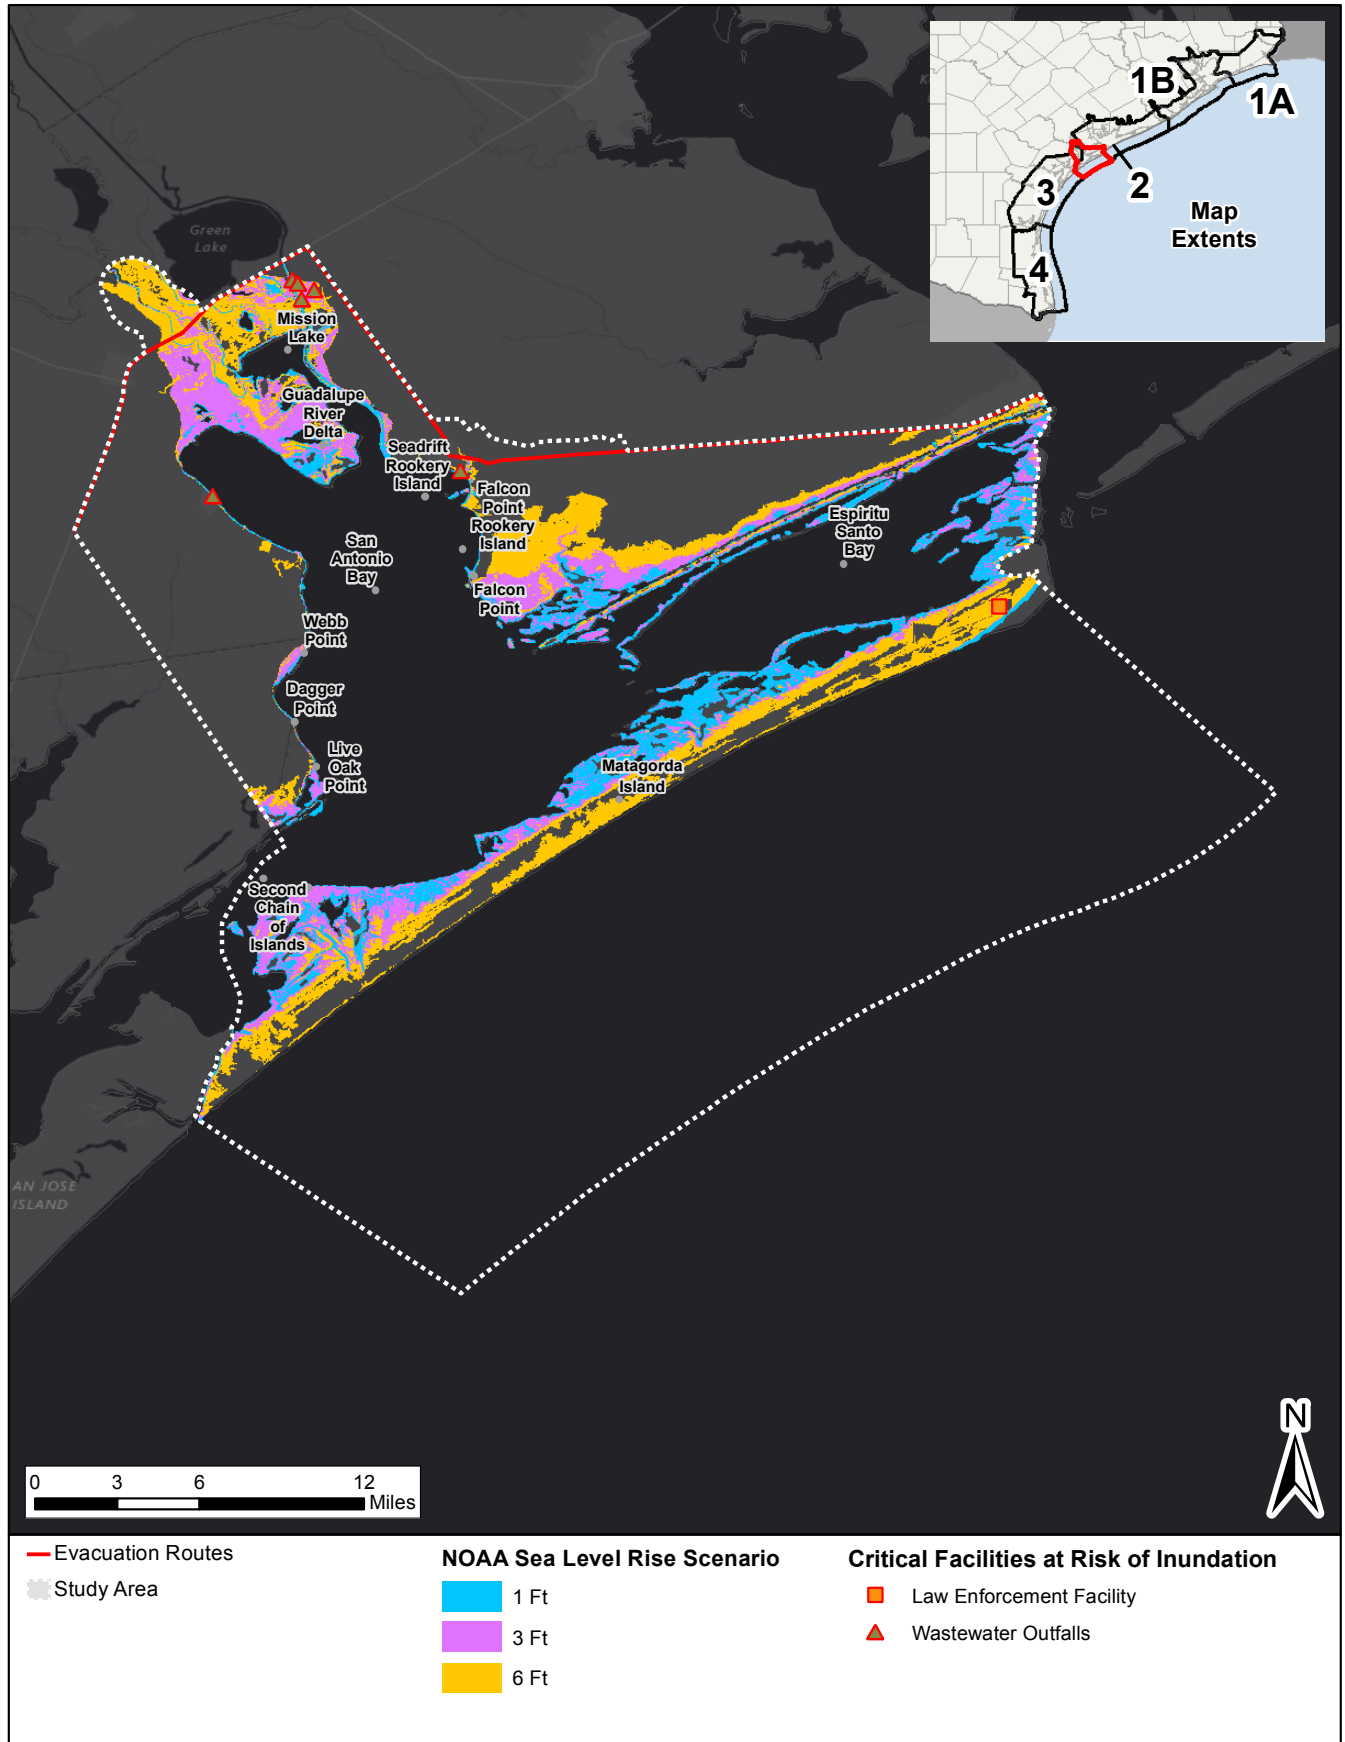 1B
1A
2
3
4
Map
Extents
Green
Lake
Mission
Lake
Guadalupe
River
Delta
Seadrift
Rookery
Island
Falcon
Point
Rookery
Island
San
Antonio
Bay
Espiritu
Santo
Bay
Falcon
Point
Webb
Point
Dagger
Point
Live
Oak
Point
Matagorda
Island
Second
Chain
of
Islands
AN JOSE
ISLAND
N
0 3 6 12
Miles
Evacuation Routes
Study Area
NOAA Sea Level Rise Scenario
1 Ft
3 Ft
6 Ft
Critical Facilities at Risk of Inundation
Law Enforcement Facility
Wastewater Outfalls